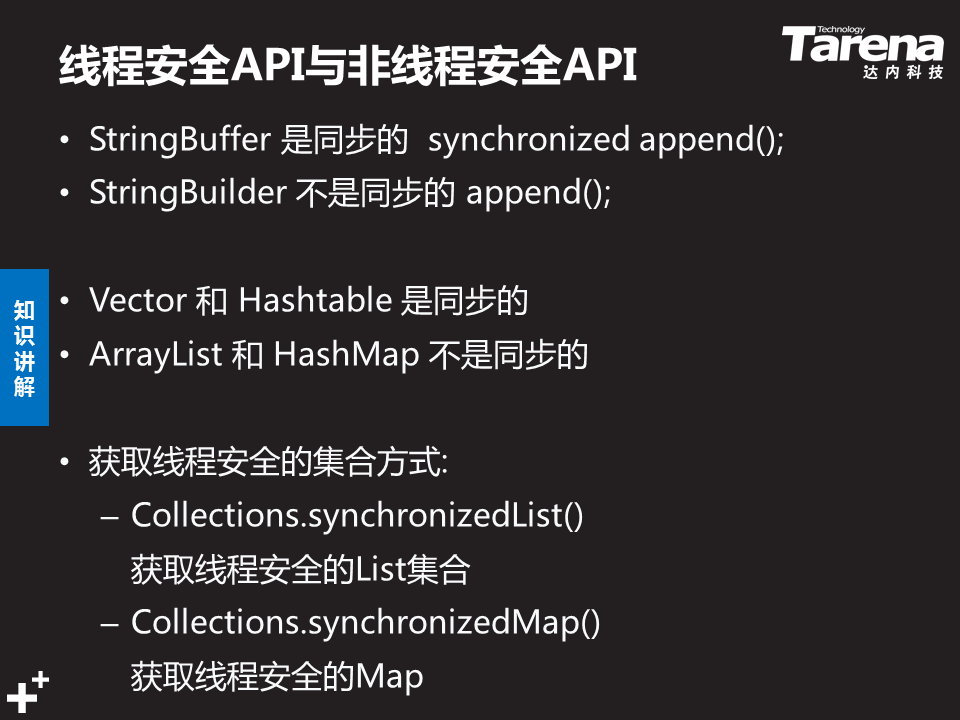 线程安全API与非线程安全API
Technology
Tarena
达内科技
• StringBuffer 是同步的 synchronized append();
• StringBuilder 不是同步的 append();
• Vector 和 Hashtable 是同步的
• ArrayList 和 HashMap 不是同步的
知识讲解
• 获取线程安全的集合方式:
– Collections.synchronizedList()
获取线程安全的List集合
– Collections.synchronizedMap()
获取线程安全的Map